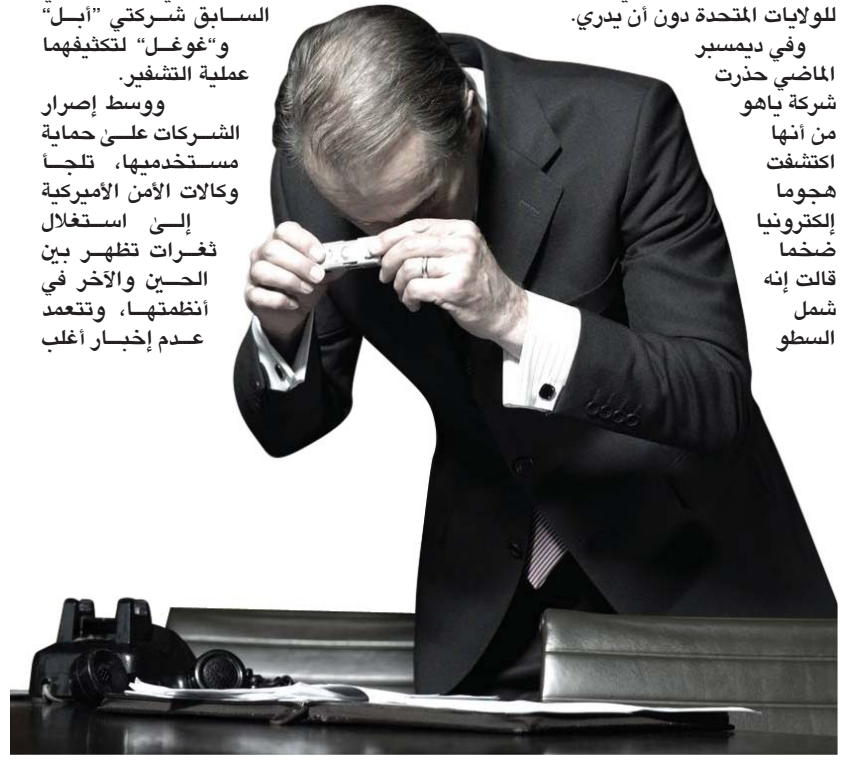 للولايات المتحدة دون أن يدري.
وفي ديمسبر
الماضي حذرت
شركة ياهو
من أنها
اكتشفت
هجوما
إلكترونيا
ضخما
قالت إنه
شمل
السطو
السابق شركتي "أبل"
و"غوغل" لتكثيفهما
عملية التشفير.
ووسط إصرار
الشركات على حماية
مستخدميها، تلجأ
وكالات الأمن الأميركية
إلى استغلال
ثغرات تظهر بين
الحين والآخر في
أنظمتها، وتتعمد
عدم إخبار أغلب